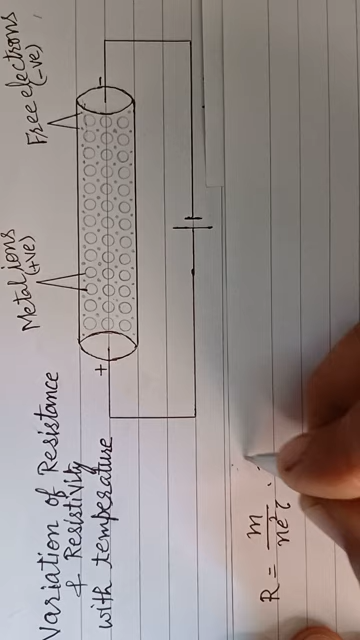 Variation of Resistance
& Resistivity
with temperature
Metal ions
(+ve)
Free electrons
(-ve)
+
-
R = m / ne²τ .